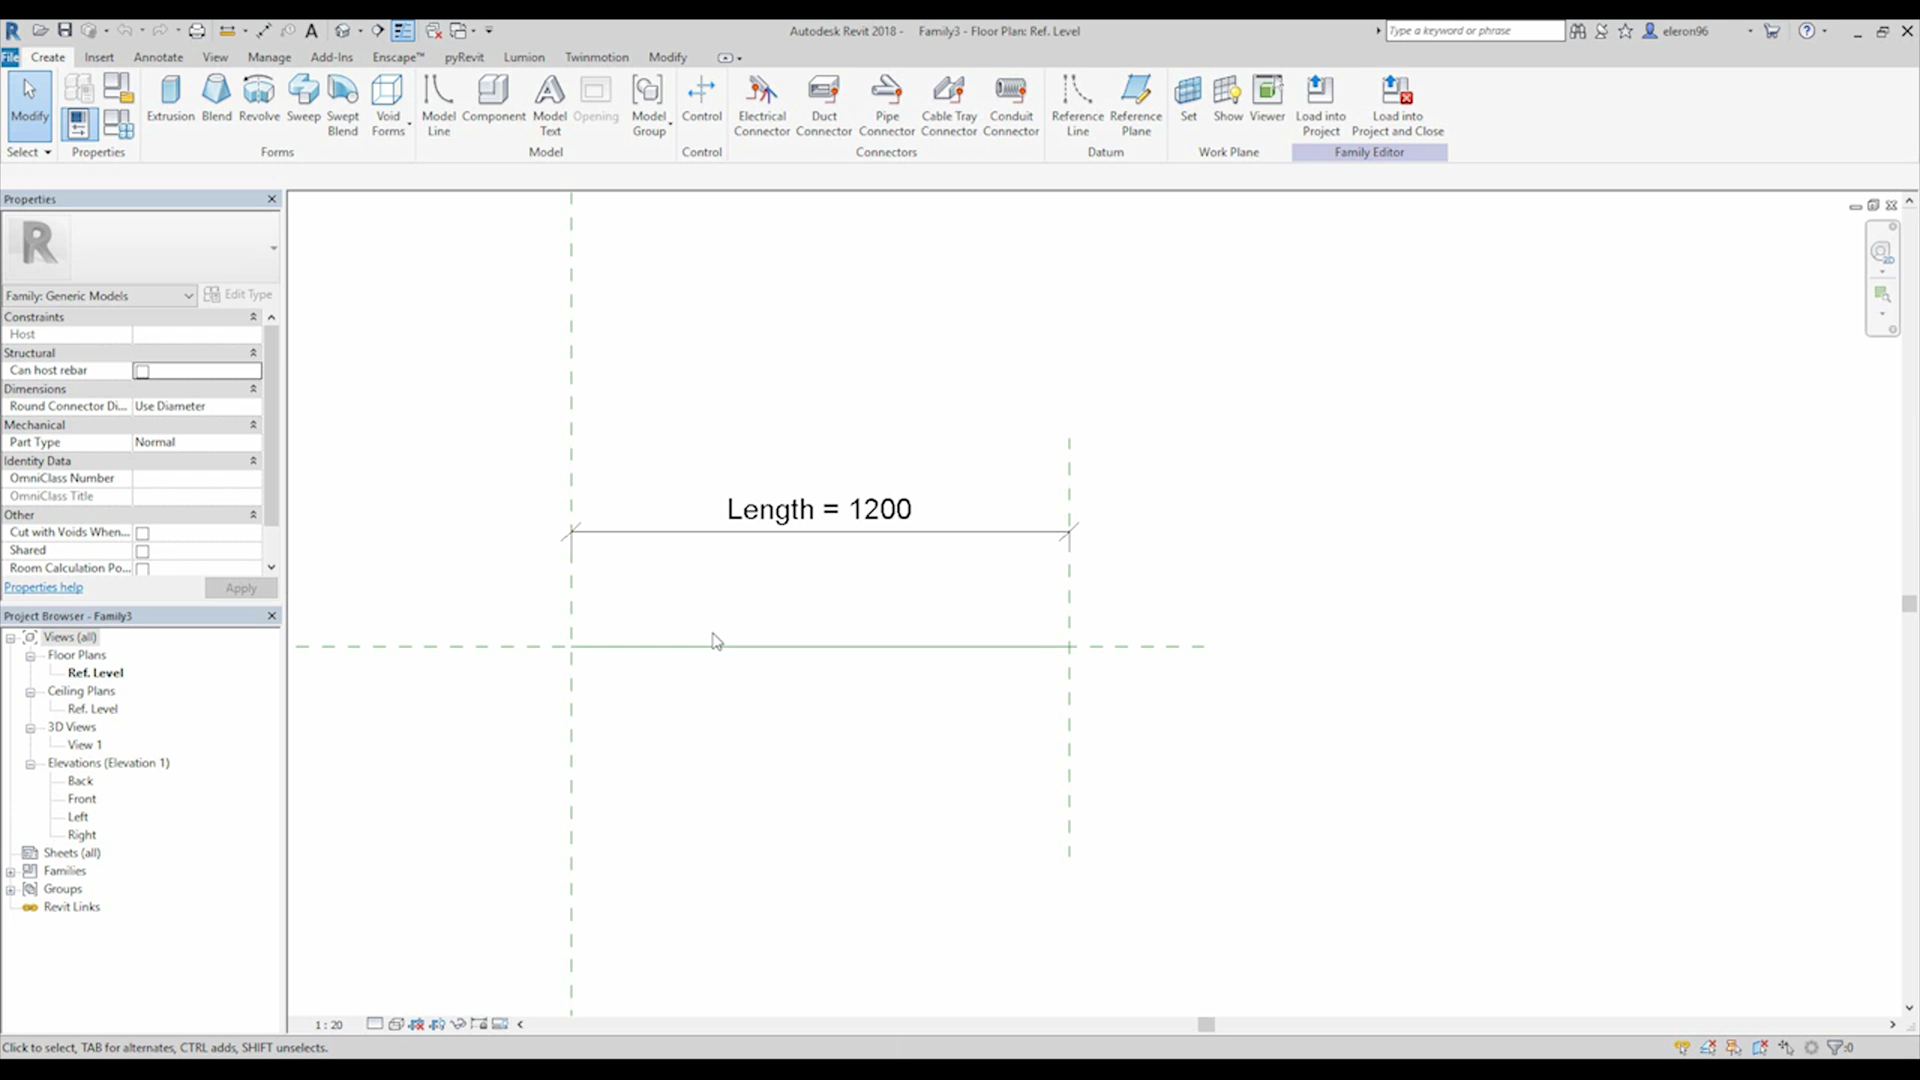 Autodesk Revit 2018 - Family3 - Floor Plan: Ref. Level
Type a keyword or phrase
eleron96
File Create Insert Annotate View Manage Add-Ins Enscape™ pyRevit Lumion Twinmotion Modify
Modify
Extrusion Blend Revolve Sweep Swept Blend Void Forms
Model Line Component Model Text Opening Model Group
Control
Electrical Connector Duct Connector Pipe Connector Cable Tray Connector Conduit Connector
Reference Line Reference Plane
Set Show Viewer
Load into Project Load into Project and Close
Select Properties Forms Model Control Connectors Datum Work Plane Family Editor
Properties
R
Family: Generic Models Edit Type
Constraints
Host
Structural
Can host rebar
Dimensions
Round Connector Di... Use Diameter
Mechanical
Part Type Normal
Identity Data
OmniClass Number
OmniClass Title
Other
Cut with Voids When...
Shared
Room Calculation Po...
Properties help Apply
Project Browser - Family3
Views (all)
Floor Plans
Ref. Level
Ceiling Plans
Ref. Level
3D Views
View 1
Elevations (Elevation 1)
Back
Front
Left
Right
Sheets (all)
Families
Groups
Revit Links
Length = 1200
2D
1 : 20
Click to select, TAB for alternates, CTRL adds, SHIFT unselects.
:0